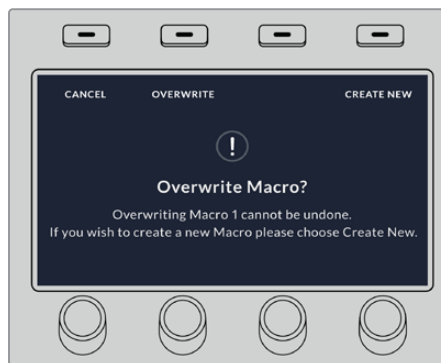 CANCEL OVERWRITE CREATE NEW
!
Overwrite Macro?
Overwriting Macro 1 cannot be undone.
If you wish to create a new Macro please choose Create New.